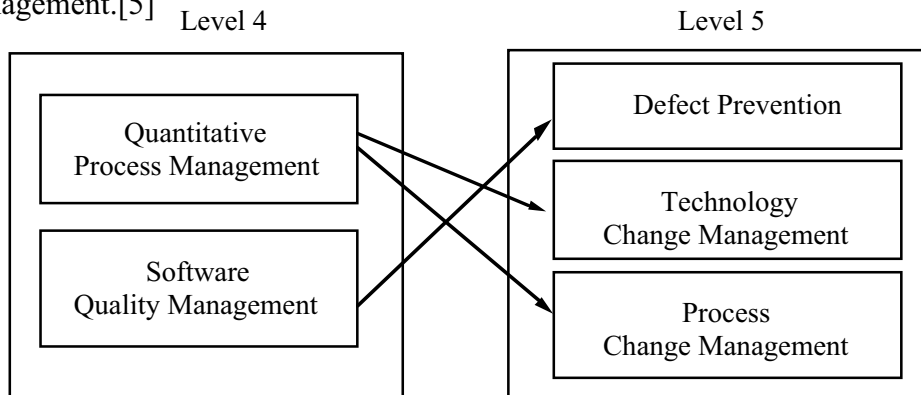 nagement.[5]
Level 4
Level 5
Quantitative
Process Management
Software
Quality Management
Defect Prevention
Technology
Change Management
Process
Change Management